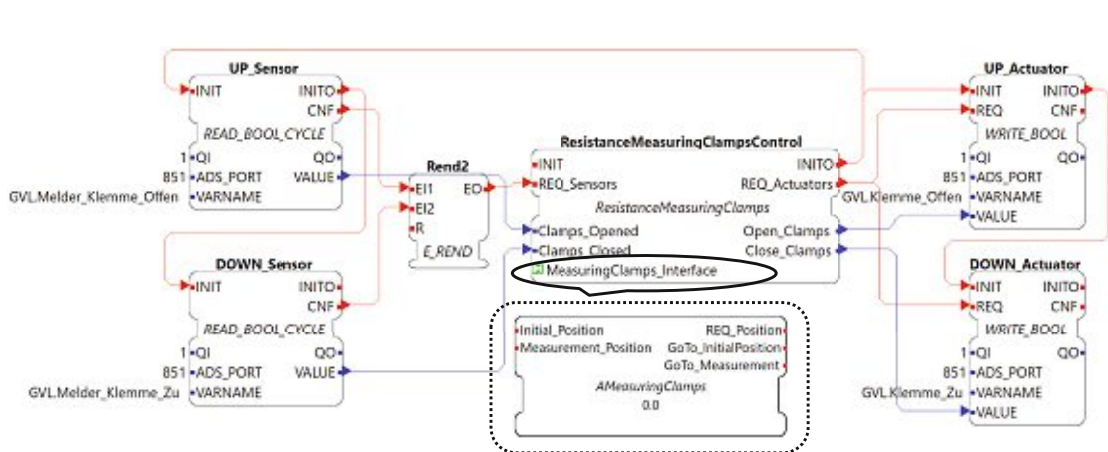 UP_Sensor
INIT INITO
CNF
READ_BOOL_CYCLE
1 QI QO
851 ADS_PORT VALUE
GVL.Melder_Klemme_Offen VARNAME
DOWN_Sensor
INIT INITO
CNF
READ_BOOL_CYCLE
1 QI QO
851 ADS_PORT VALUE
GVL.Melder_Klemme_Zu VARNAME
Rend2
EI1 EO
EI2
R
E_REND
ResistanceMeasuringClampsControl
INIT INITO
REQ_Sensors REQ_Actuators
ResistanceMeasuringClamps
Clamps_Opened Open_Clamps
Clamps_Closed Close_Clamps
MeasuringClamps_Interface
Initial_Position REQ_Position
Measurement_Position GoTo_InitialPosition
GoTo_Measurement
AMeasuringClamps
0.0
UP_Actuator
INIT INITO
REQ CNF
WRITE_BOOL
1 QI QO
851 ADS_PORT
GVL.Klemme_Offen VARNAME
VALUE
DOWN_Actuator
INIT INITO
REQ CNF
WRITE_BOOL
1 QI QO
851 ADS_PORT
GVL.Klemme_Zu VARNAME
VALUE